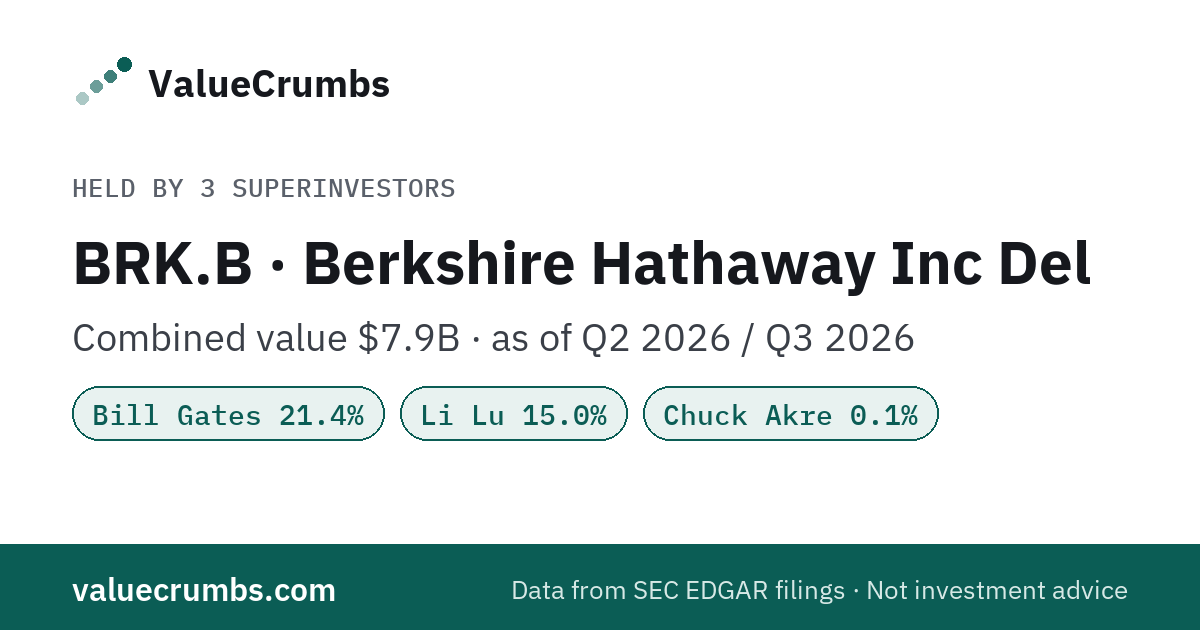 ValueCrumbs
HELD BY 3 SUPERINVESTORS
BRK.B · Berkshire Hathaway Inc Del
Combined value $7.9B · as of Q2 2026 / Q3 2026
Bill Gates 21.4% Li Lu 15.0% Chuck Akre 0.1%
valuecrumbs.com Data from SEC EDGAR filings · Not investment advice